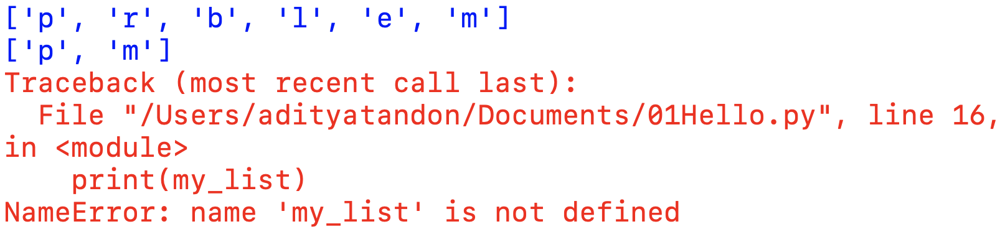 ['p', 'r', 'b', 'l', 'e', 'm']
['p', 'm']
Traceback (most recent call last):
  File "/Users/adityatandon/Documents/01Hello.py", line 16,
in <module>
    print(my_list)
NameError: name 'my_list' is not defined